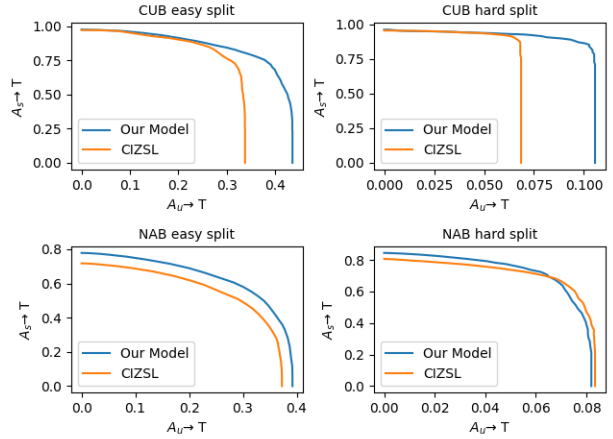 CUB easy split
1.00
0.75
0.50
0.25
0.00
A_s → T
Our Model
CIZSL
0.0 0.1 0.2 0.3 0.4
A_u → T
CUB hard split
1.00
0.75
0.50
0.25
0.00
A_s → T
Our Model
CIZSL
0.000 0.025 0.050 0.075 0.100
A_u → T
NAB easy split
0.8
0.6
0.4
0.2
0.0
A_s → T
Our Model
CIZSL
0.0 0.1 0.2 0.3 0.4
A_u → T
NAB hard split
0.8
0.6
0.4
0.2
0.0
A_s → T
Our Model
CIZSL
0.00 0.02 0.04 0.06 0.08
A_u → T